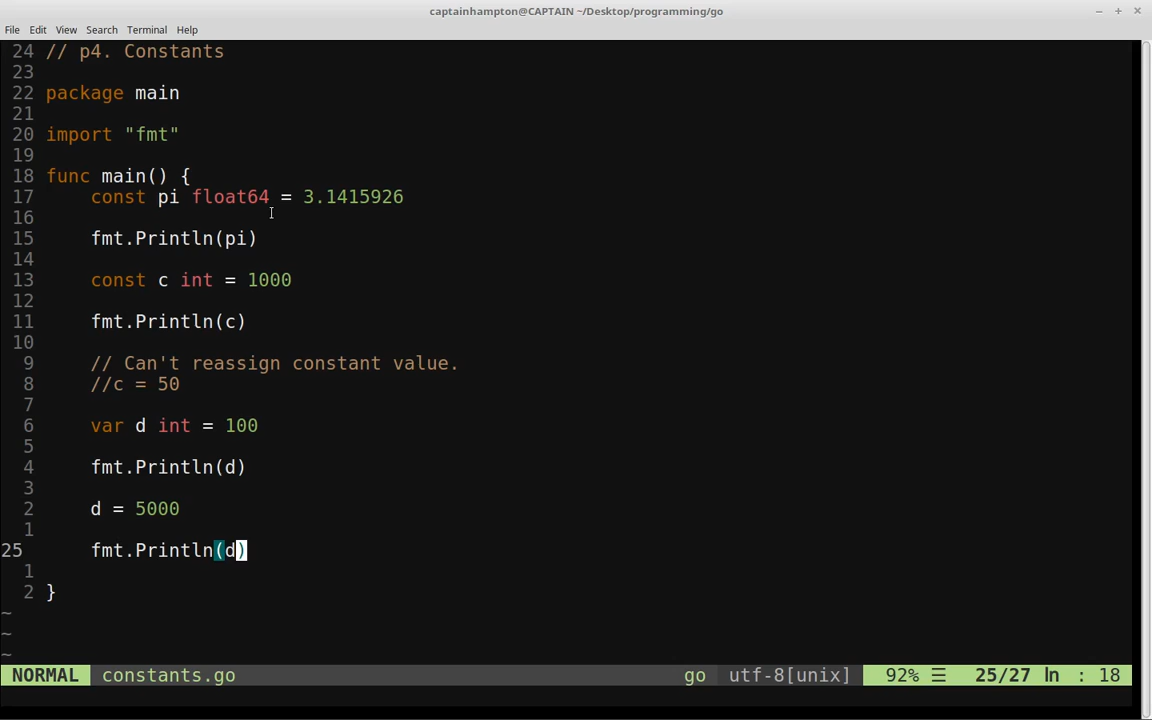 captainhampton@CAPTAIN ~/Desktop/programming/go
File Edit View Search Terminal Help
24 // p4. Constants
23
22 package main
21
20 import "fmt"
19
18 func main() {
17     const pi float64 = 3.1415926
16
15     fmt.Println(pi)
14
13     const c int = 1000
12
11     fmt.Println(c)
10
9     // Can't reassign constant value.
8     //c = 50
7
6     var d int = 100
5
4     fmt.Println(d)
3
2     d = 5000
1
25     fmt.Println(d)
1
2 }
~
~
~
NORMAL constants.go go utf-8[unix] 92% ☰ 25/27 ln : 18